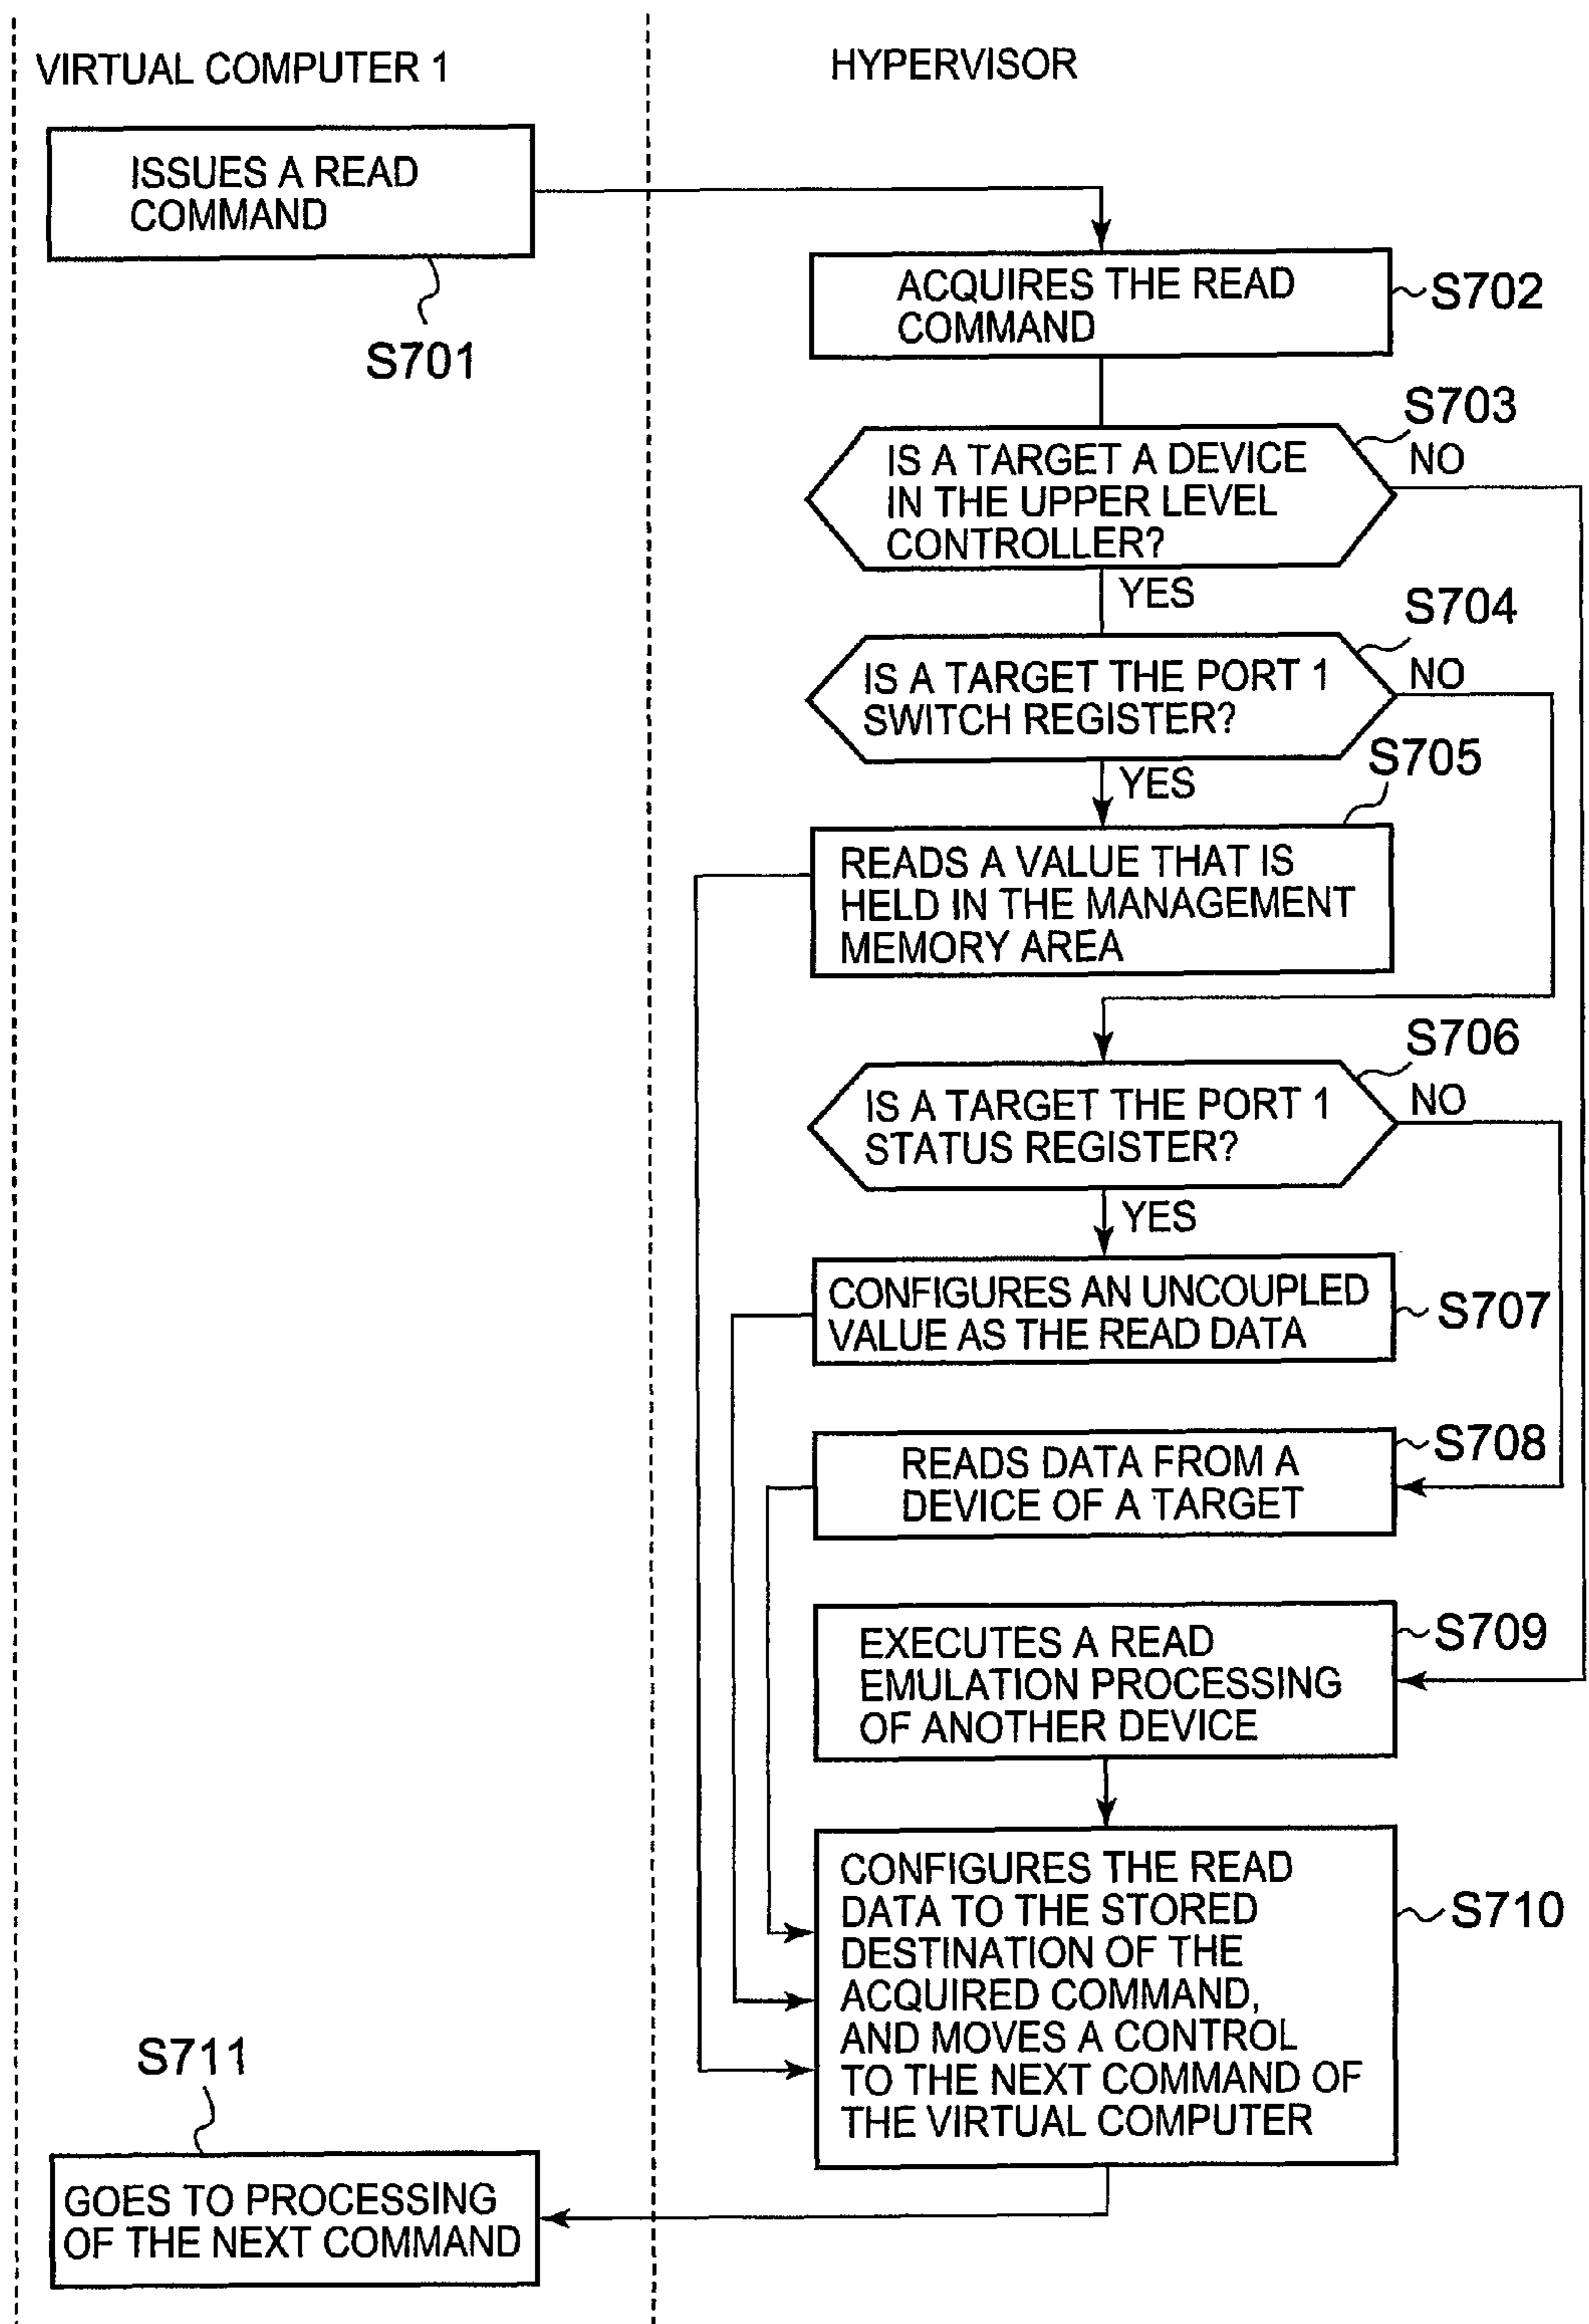 VIRTUAL COMPUTER 1
HYPERVISOR
ISSUES A READ
COMMAND
S701
ACQUIRES THE READ
COMMAND
S702
S703
IS A TARGET A DEVICE
IN THE UPPER LEVEL
CONTROLLER?
NO
YES
S704
IS A TARGET THE PORT 1
SWITCH REGISTER?
NO
YES
S705
READS A VALUE THAT IS
HELD IN THE MANAGEMENT
MEMORY AREA
S706
IS A TARGET THE PORT 1
STATUS REGISTER?
NO
YES
CONFIGURES AN UNCOUPLED
VALUE AS THE READ DATA
S707
READS DATA FROM A
DEVICE OF A TARGET
S708
EXECUTES A READ
EMULATION PROCESSING
OF ANOTHER DEVICE
S709
CONFIGURES THE READ
DATA TO THE STORED
DESTINATION OF THE
ACQUIRED COMMAND,
AND MOVES A CONTROL
TO THE NEXT COMMAND OF
THE VIRTUAL COMPUTER
S710
S711
GOES TO PROCESSING
OF THE NEXT COMMAND